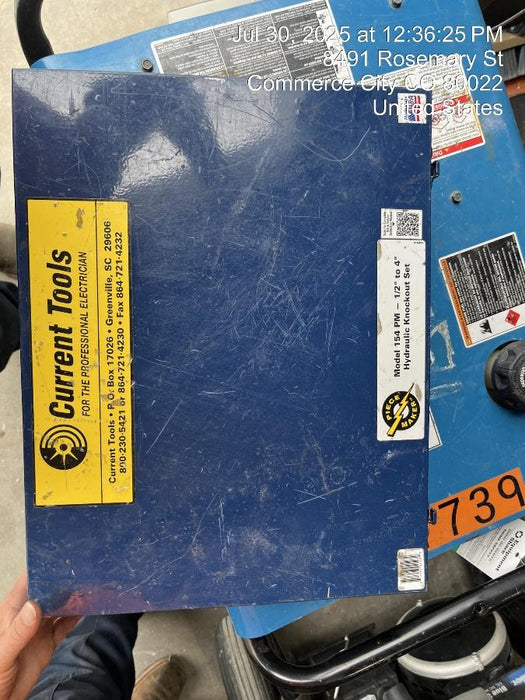 Jul 30, 2025 at 12:36:25 PM
8491 Rosemary St
Commerce City CO 80022
United States
Current Tools
FOR THE PROFESSIONAL ELECTRICIAN
Current Tools • P.O. Box 17026 • Greenville, SC 29606
800-230-5421 or 864-721-4230 • Fax 864-721-4232
Model 154 PM – 1/2" to 4"
Hydraulic Knockout Set
PIECE
MAKER
739
Equipment